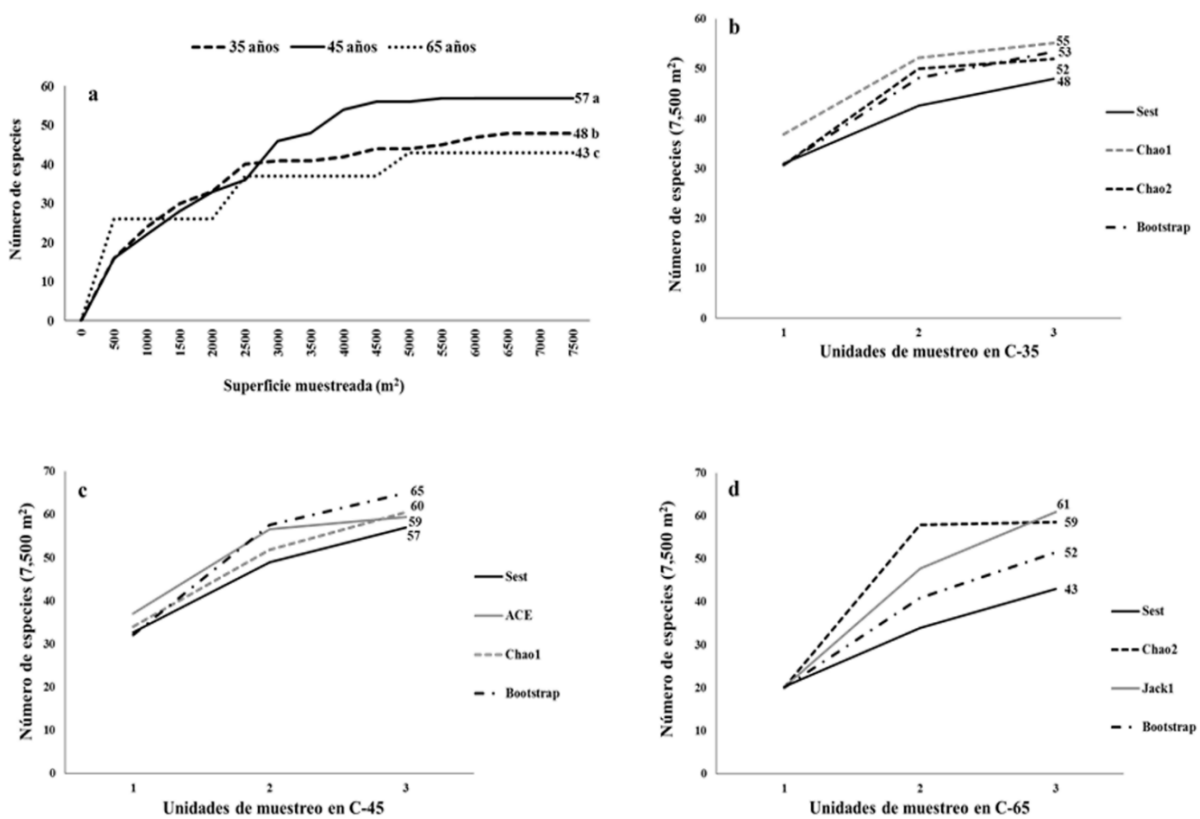 35 años 45 años 65 años
a
Número de especies
60
50
40
30
20
10
0
57 a
48 b
43 c
0 500 1000 1500 2000 2500 3000 3500 4000 4500 5000 5500 6000 6500 7000 7500
Superficie muestreada (m²)
b
Número de especies (7,500 m²)
60
50
40
30
20
10
0
55
53
52
48
Sest
Chao1
Chao2
Bootstrap
1 2 3
Unidades de muestreo en C-35
c
Número de especies (7,500 m²)
70
60
50
40
30
20
10
0
65
60
59
57
Sest
ACE
Chao1
Bootstrap
1 2 3
Unidades de muestreo en C-45
d
Número de especies (7,500 m²)
70
60
50
40
30
20
10
0
61
59
52
43
Sest
Chao2
Jack1
Bootstrap
1 2 3
Unidades de muestreo en C-65